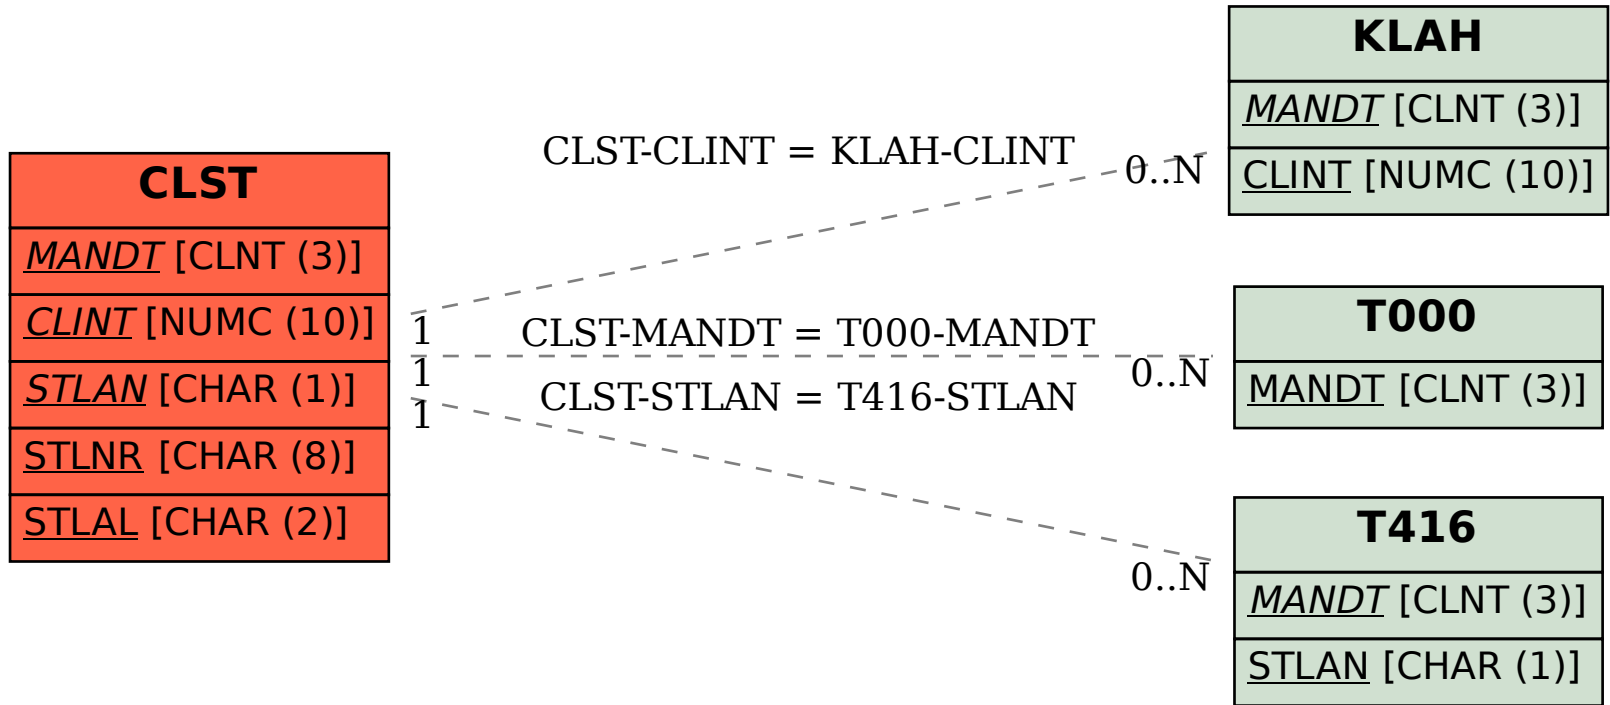 CLST
MANDT [CLNT (3)]
CLINT [NUMC (10)]
STLAN [CHAR (1)]
STLNR [CHAR (8)]
STLAL [CHAR (2)]
CLST-CLINT = KLAH-CLINT
0..N
1
CLST-MANDT = T000-MANDT
0..N
1
CLST-STLAN = T416-STLAN
0..N
1
KLAH
MANDT [CLNT (3)]
CLINT [NUMC (10)]
T000
MANDT [CLNT (3)]
T416
MANDT [CLNT (3)]
STLAN [CHAR (1)]